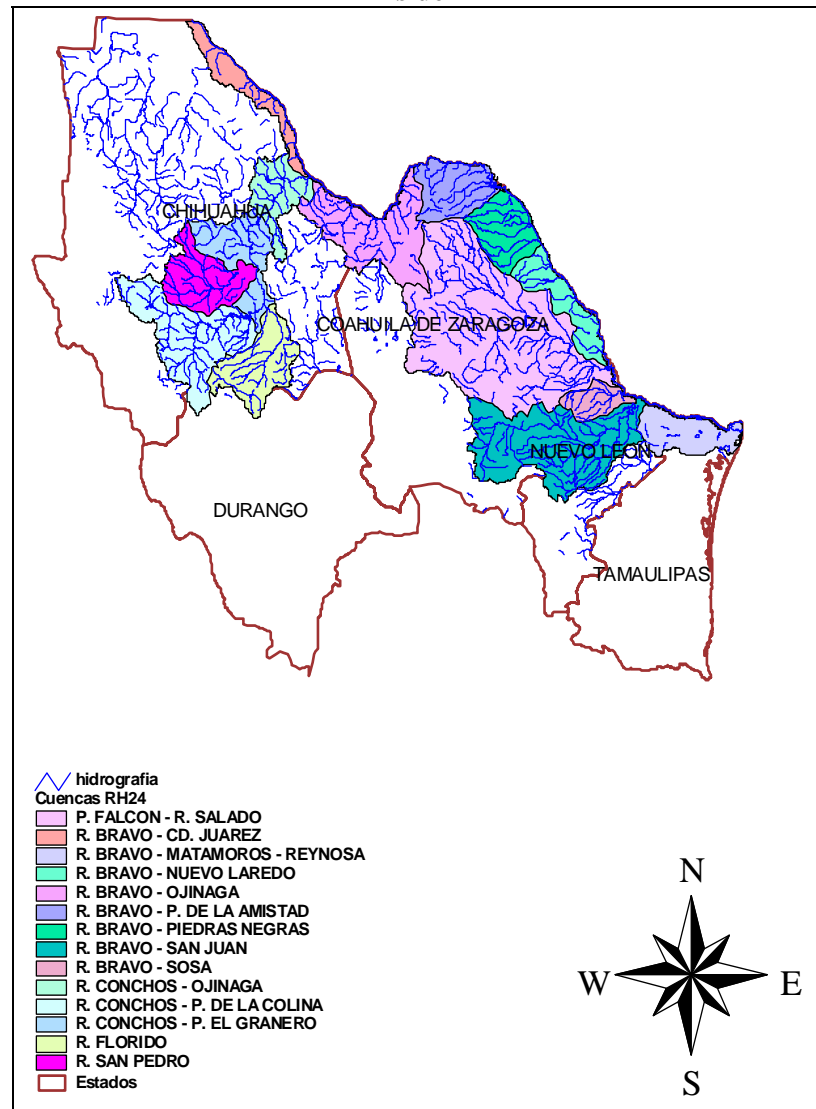 CHIHUAHUA
COAHUILA DE ZARAGOZA
NUEVO LEON
DURANGO
TAMAULIPAS
hidrografia
Cuencas RH24
P. FALCON - R. SALADO
R. BRAVO - CD. JUAREZ
R. BRAVO - MATAMOROS - REYNOSA
R. BRAVO - NUEVO LAREDO
R. BRAVO - OJINAGA
R. BRAVO - P. DE LA AMISTAD
R. BRAVO - PIEDRAS NEGRAS
R. BRAVO - SAN JUAN
R. BRAVO - SOSA
R. CONCHOS - OJINAGA
R. CONCHOS - P. DE LA COLINA
R. CONCHOS - P. EL GRANERO
R. FLORIDO
R. SAN PEDRO
Estados
N
W E
S